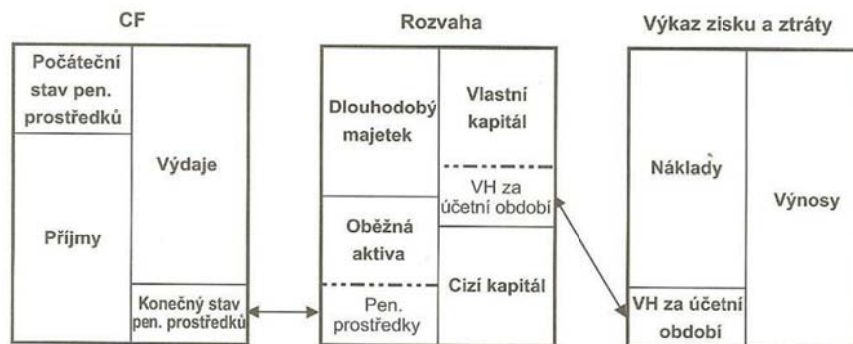 CF
Počáteční
stav pen.
prostředků
Příjmy
Výdaje
Konečný stav
pen. prostředků
Rozvaha
Dlouhodobý
majetek
Oběžná
aktiva
Pen.
prostředky
Vlastní
kapitál
VH za
účetní období
Cizí kapitál
Výkaz zisku a ztráty
Náklady
VH za účetní
období
Výnosy